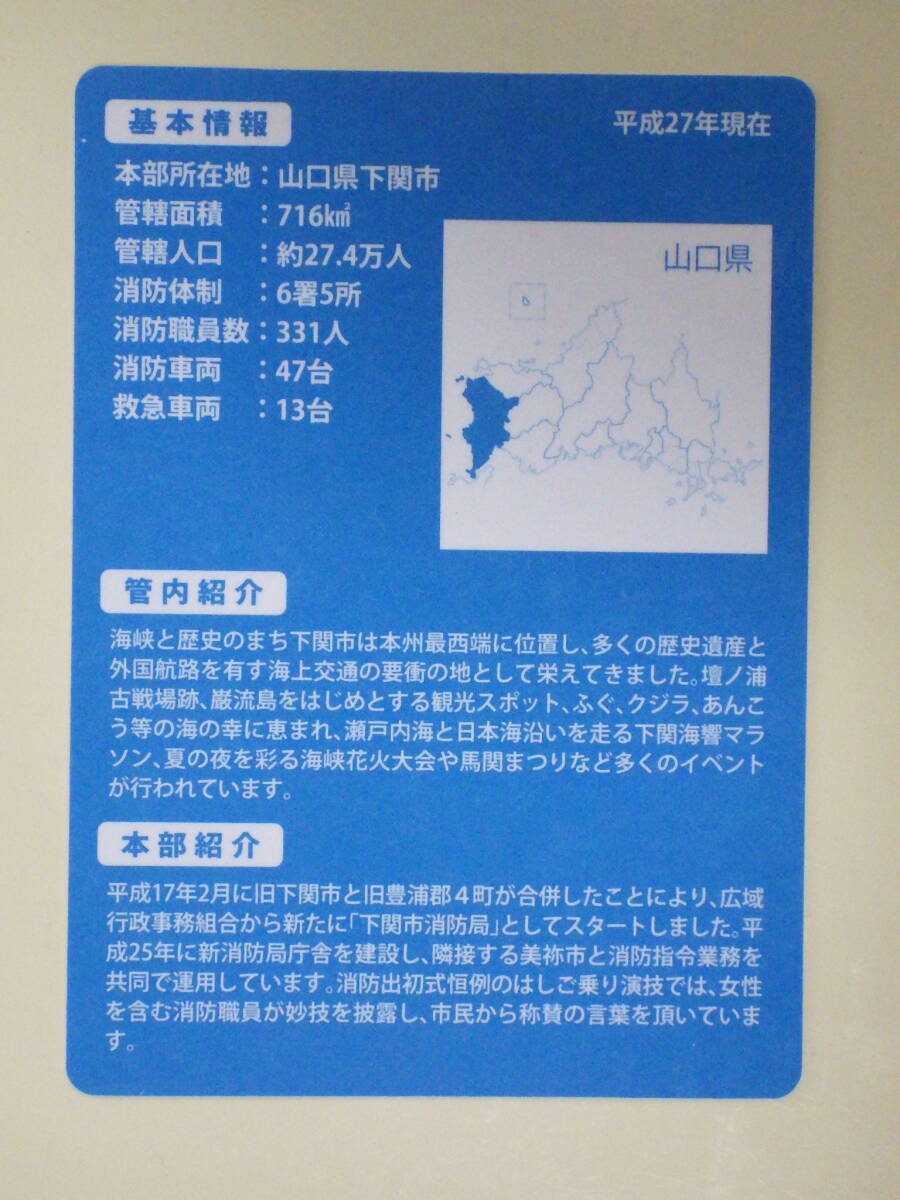 基本情報
平成27年現在
本部所在地：山口県下関市
管轄面積　：716㎢
管轄人口　：約27.4万人
消防体制　：6署5所
消防職員数：331人
消防車両　：47台
救急車両　：13台
山口県
管内紹介
海峡と歴史のまち下関市は本州最西端に位置し、多くの歴史遺産と
外国航路を有す海上交通の要衝の地として栄えてきました。壇ノ浦
古戦場跡、巌流島をはじめとする観光スポット、ふぐ、クジラ、あんこ
う等の海の幸に恵まれ、瀬戸内海と日本海沿いを走る下関海響マラ
ソン、夏の夜を彩る海峡花火大会や馬関まつりなど多くのイベント
が行われています。
本部紹介
平成17年2月に旧下関市と旧豊浦郡４町が合併したことにより、広域
行政事務組合から新たに「下関市消防局」としてスタートしました。平
成25年に新消防局庁舎を建設し、隣接する美祢市と消防指令業務を
共同で運用しています。消防出初式恒例のはしご乗り演技では、女性
を含む消防職員が妙技を披露し、市民から称賛の言葉を頂いていま
す。